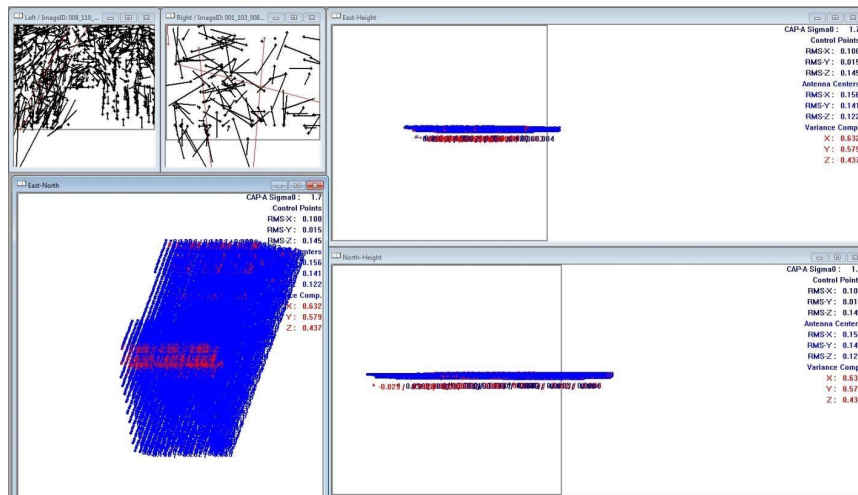 Left / ImageID: 008_110_...
Right / ImageID: 001_103_008...
East-Height
CAP-A Sigma0 : 1.7
Control Points
RMS-X : 0.100
RMS-Y : 0.015
RMS-Z : 0.145
Antenna Centers
RMS-X : 0.156
RMS-Y : 0.141
RMS-Z : 0.122
Variance Comp.
X : 0.632
Y : 0.579
Z : 0.437
East-North
CAP-A Sigma0 : 1.7
Control Points
RMS-X : 0.100
RMS-Y : 0.015
RMS-Z : 0.145
0.156
0.141
0.122
Comp.
X : 0.632
Y : 0.579
Z : 0.437
North-Height
CAP-A Sigma0 : 1.
Control Point
RMS-X : 0.10
RMS-Y : 0.01
RMS-Z : 0.14
Antenna Center
RMS-X : 0.15
RMS-Y : 0.14
RMS-Z : 0.12
Variance Comp
X : 0.63
Y : 0.57
Z : 0.43